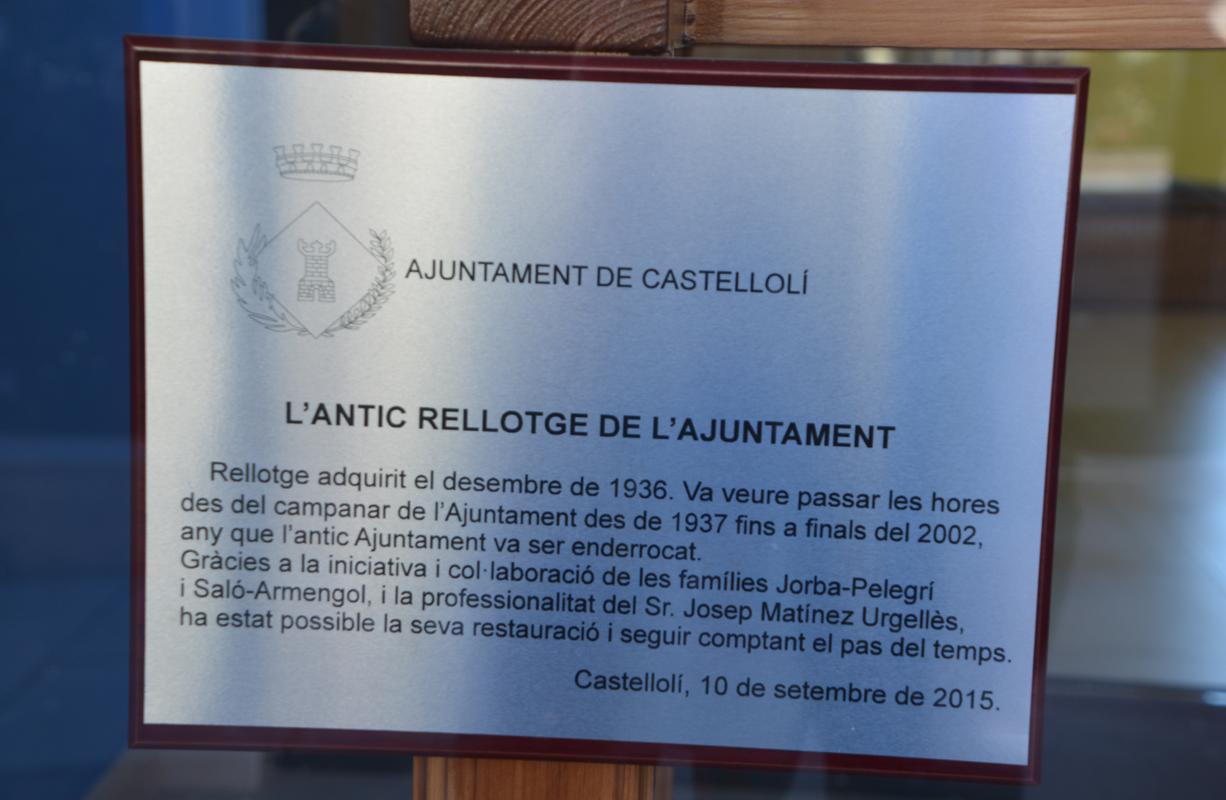 AJUNTAMENT DE CASTELLOLÍ
L'ANTIC RELLOTGE DE L'AJUNTAMENT
Rellotge adquirit el desembre de 1936. Va veure passar les hores
des del campanar de l'Ajuntament des de 1937 fins a finals del 2002,
any que l'antic Ajuntament va ser enderrocat.
Gràcies a la iniciativa i col·laboració de les famílies Jorba-Pelegrí
i Saló-Armengol, i la professionalitat del Sr. Josep Matínez Urgellès,
ha estat possible la seva restauració i seguir comptant el pas del temps.
Castellolí, 10 de setembre de 2015.